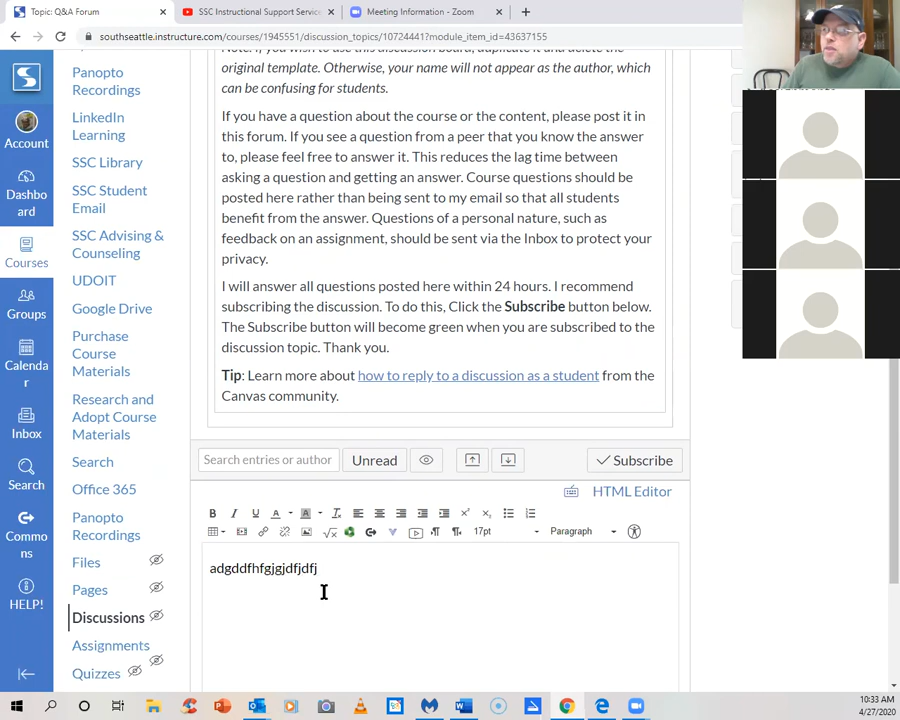 Topic: Q&A Forum
SSC Instructional Support Service
Meeting Information - Zoom
southseattle.instructure.com/courses/1945551/discussion_topics/10724441?module_item_id=43637155
Account
Dashbo
ard
Courses
Groups
Calenda
r
Inbox
Search
Commo
ns
HELP!
Panopto
Recordings
LinkedIn
Learning
SSC Library
SSC Student
Email
SSC Advising &
Counseling
UDOIT
Google Drive
Purchase
Course
Materials
Research and
Adopt Course
Materials
Search
Office 365
Panopto
Recordings
Files
Pages
Discussions
Assignments
Quizzes
Note: If you wish to use this discussion board, duplicate it and delete the
original template. Otherwise, your name will not appear as the author, which
can be confusing for students.
If you have a question about the course or the content, please post it in
this forum. If you see a question from a peer that you know the answer
to, please feel free to answer it. This reduces the lag time between
asking a question and getting an answer. Course questions should be
posted here rather than being sent to my email so that all students
benefit from the answer. Questions of a personal nature, such as
feedback on an assignment, should be sent via the Inbox to protect your
privacy.
I will answer all questions posted here within 24 hours. I recommend
subscribing the discussion. To do this, Click the Subscribe button below.
The Subscribe button will become green when you are subscribed to the
discussion topic. Thank you.
Tip: Learn more about how to reply to a discussion as a student from the
Canvas community.
Search entries or author
Unread
Subscribe
HTML Editor
17pt
Paragraph
adgddfhfgjgjdfjdfj
10:33 AM
4/27/2020